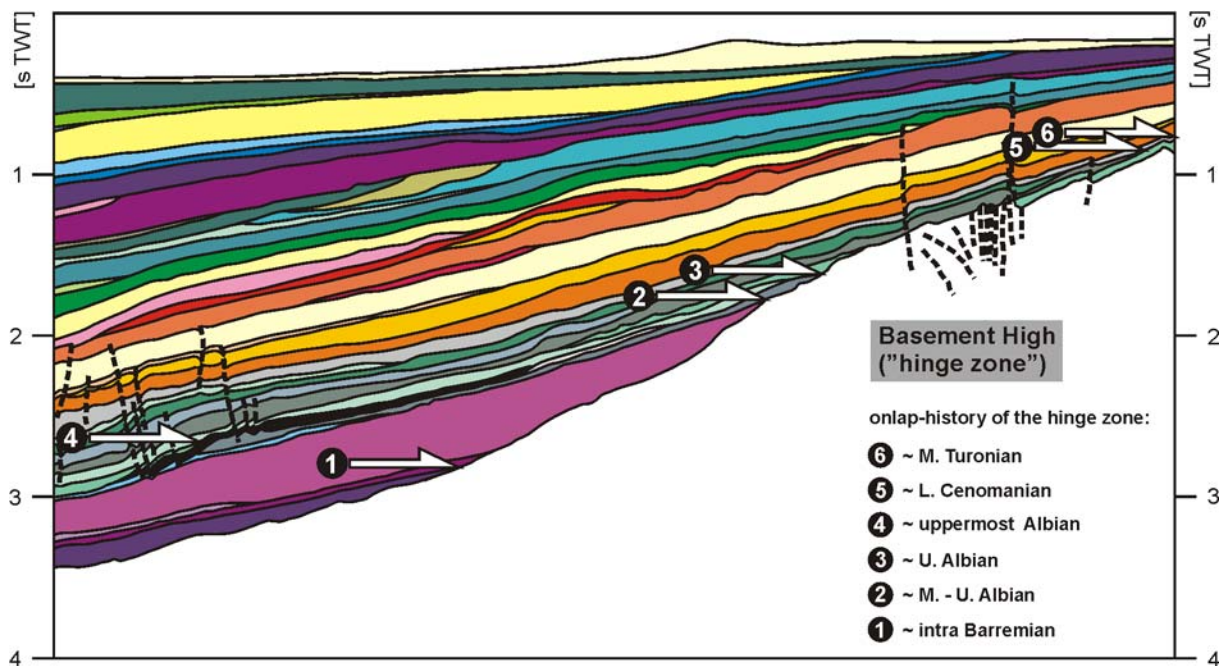 [s TWT]
[s TWT]
1
2
3
4
1
2
3
4
6
5
3
2
4
1
Basement High
("hinge zone")
onlap-history of the hinge zone:
6 ~ M. Turonian
5 ~ L. Cenomanian
4 ~ uppermost Albian
3 ~ U. Albian
2 ~ M. - U. Albian
1 ~ intra Barremian